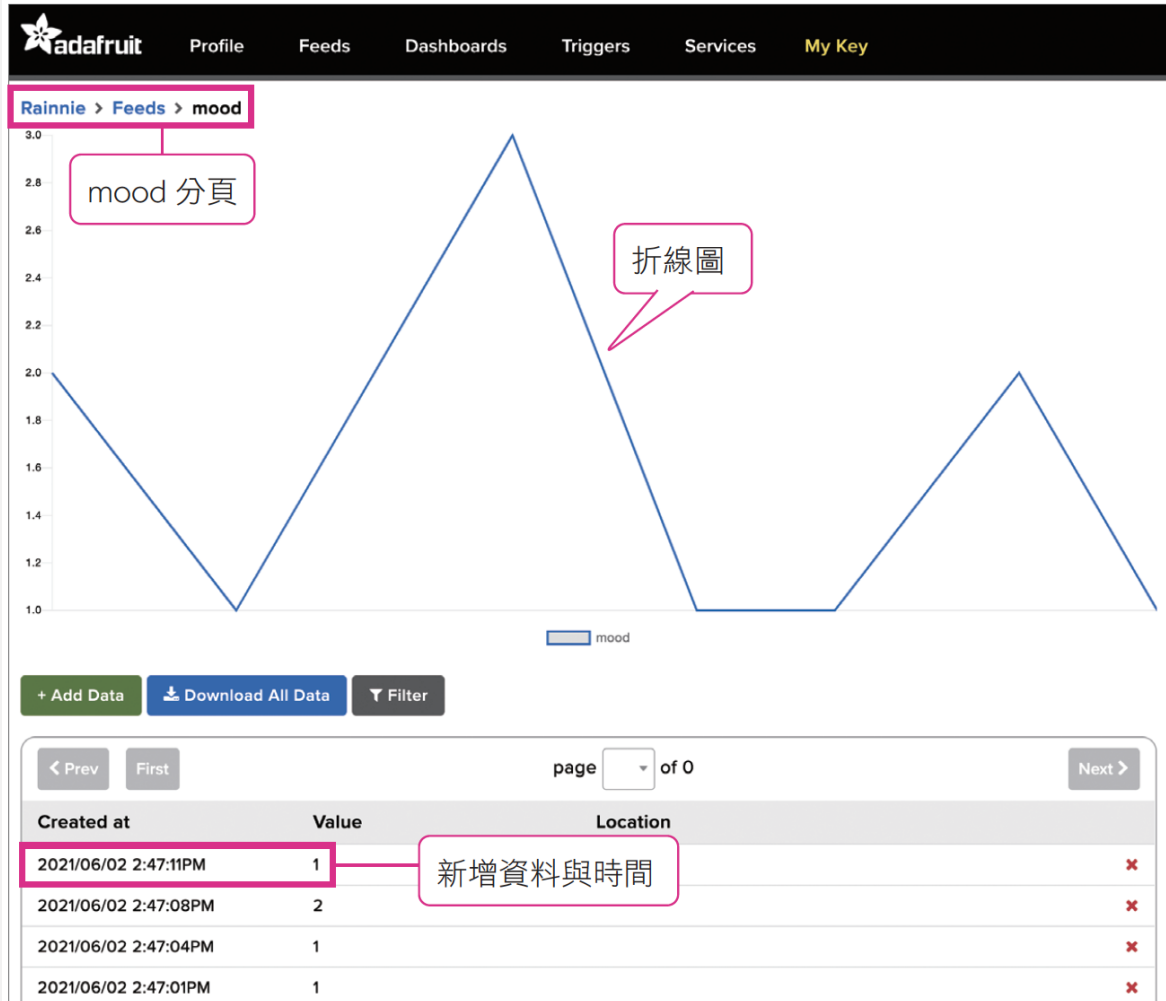 adafruit Profile Feeds Dashboards Triggers Services My Key
Rainnie > Feeds > mood
mood 分頁
折線圖
3.0
2.8
2.6
2.4
2.2
2.0
1.8
1.6
1.4
1.2
1.0
mood
+ Add Data Download All Data Filter
Prev First page of 0 Next
Created at Value Location
2021/06/02 2:47:11PM 1
新增資料與時間
2021/06/02 2:47:08PM 2
2021/06/02 2:47:04PM 1
2021/06/02 2:47:01PM 1